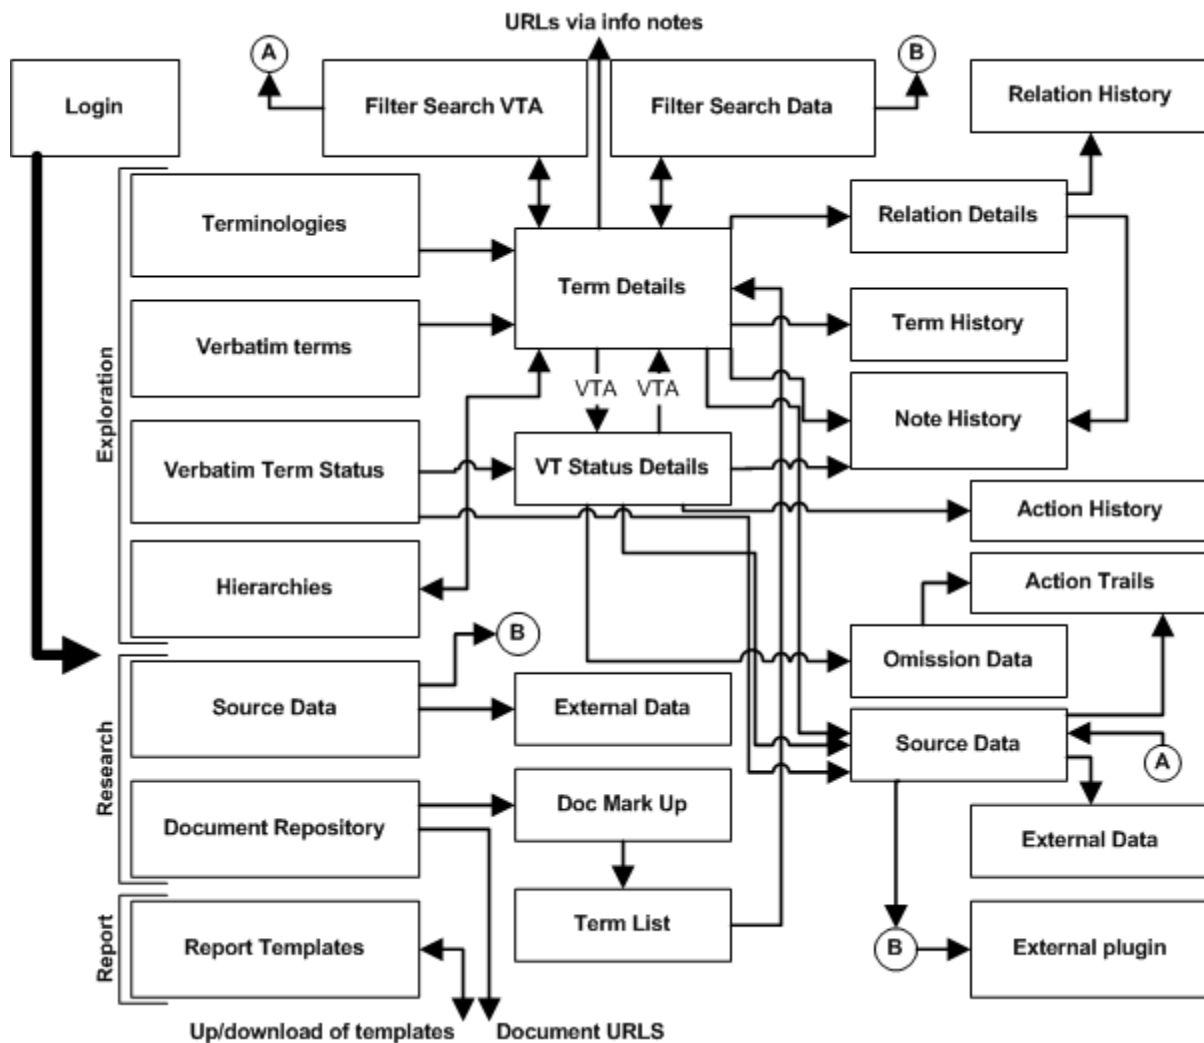 URLs via info notes
A
B
Login
Filter Search VTA
Filter Search Data
Relation History
Terminologies
Relation Details
Term Details
Verbatim terms
Term History
Exploration
VTA
VTA
Note History
Verbatim Term Status
VT Status Details
Action History
Hierarchies
Action Trails
B
Omission Data
Source Data
External Data
Source Data
A
Research
Document Repository
Doc Mark Up
External Data
Term List
Report
Report Templates
B
External plugin
Up/download of templates
Document URLS